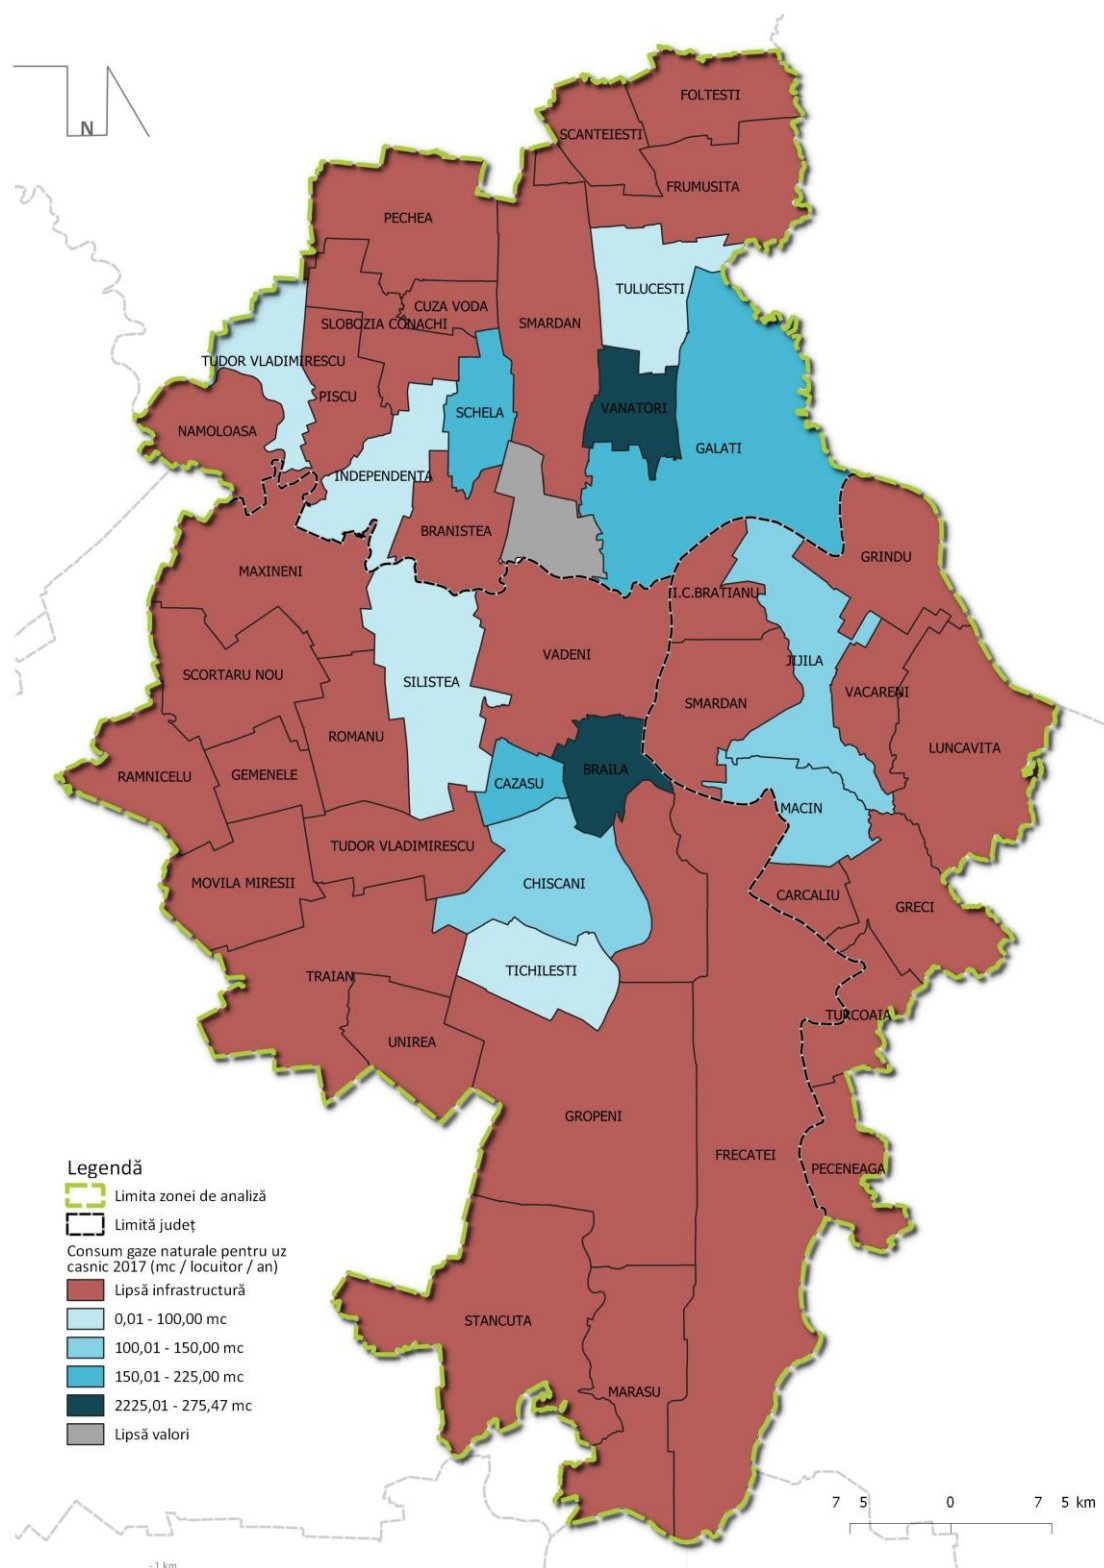 N
FOLTESTI
SCANTEIESTI
FRUMUSITA
PECHEA
TULUCESTI
CUZA VODA
SLOBOZIA CONACHI
SMARDAN
TUDOR VLADIMIRESCU
PISCU
SCHELA
VANATORI
NAMOLOASA
GALATI
INDEPENDENTA
BRANISTEA
GRINDU
MAXINENI
I.C.BRATIANU
VADENI
JIJILA
SCORTARU NOU
SILISTEA
VACARENI
SMARDAN
ROMANU
LUNCAVITA
RAMNICELU
GEMENELE
CAZASU
BRAILA
MACIN
TUDOR VLADIMIRESCU
MOVILA MIRESII
CHISCANI
CARCALIU
GRECI
TICHILESTI
TRAIAN
TURCOAIA
UNIREA
GROPENI
FRECATEI
PECENEAGA
STANCUTA
MARASU
Legendă
Limita zonei de analiză
Limită județ
Consum gaze naturale pentru uz
casnic 2017 (mc / locuitor / an)
Lipsă infrastructură
0,01 - 100,00 mc
100,01 - 150,00 mc
150,01 - 225,00 mc
2225,01 - 275,47 mc
Lipsă valori
7 5 0 7 5 km
- 1 km